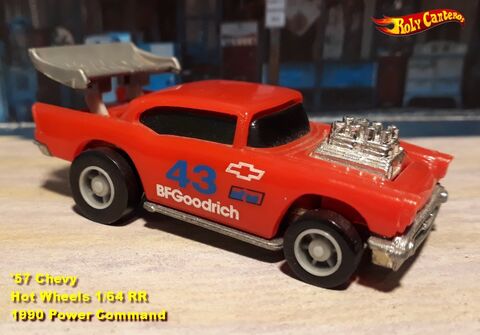 Roly Canteros
43
BFGoodrich
'57 Chevy
Hot Wheels 1:64 RR
1990 Power Command